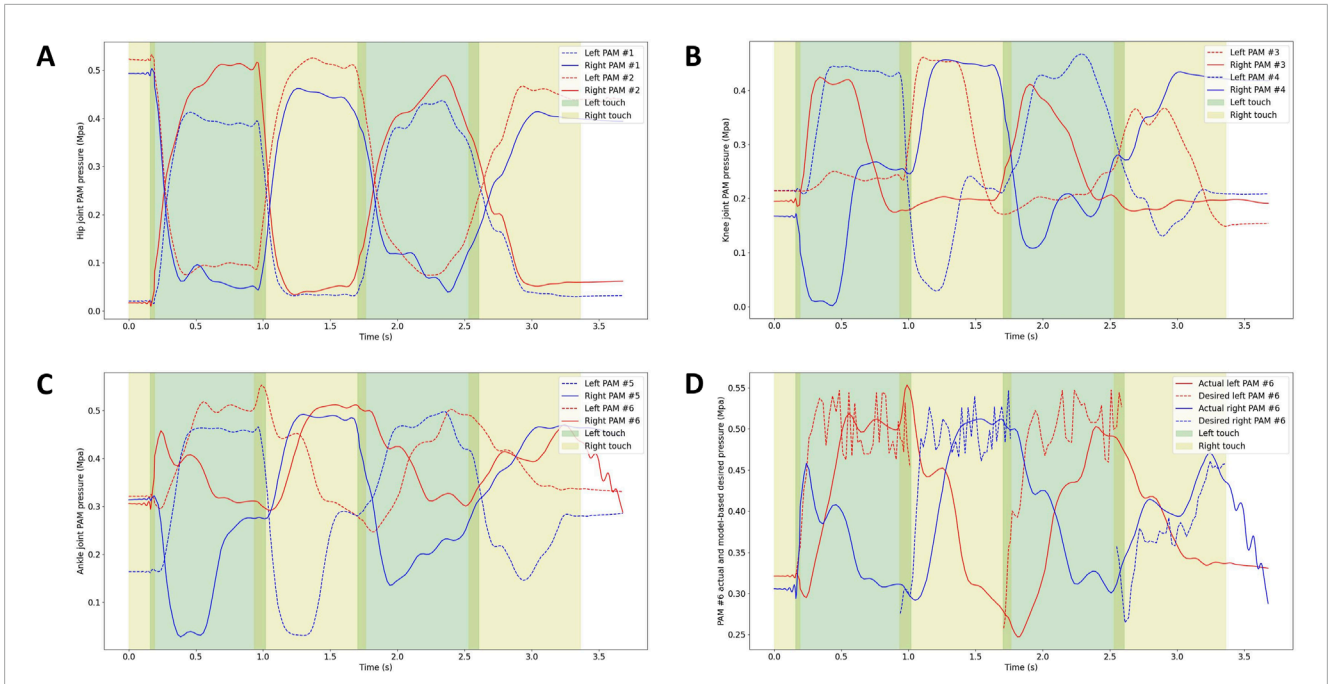 A
Hip joint PAM pressure (Mpa)
0.5
0.4
0.3
0.2
0.1
0.0
0.0 0.5 1.0 1.5 2.0 2.5 3.0 3.5
Time (s)
Left PAM #1
Right PAM #1
Left PAM #2
Right PAM #2
Left touch
Right touch
B
Knee joint PAM pressure (Mpa)
0.4
0.3
0.2
0.1
0.0
0.0 0.5 1.0 1.5 2.0 2.5 3.0 3.5
Time (s)
Left PAM #3
Right PAM #3
Left PAM #4
Right PAM #4
Left touch
Right touch
C
Ankle joint PAM pressure (Mpa)
0.5
0.4
0.3
0.2
0.1
0.0 0.5 1.0 1.5 2.0 2.5 3.0 3.5
Time (s)
Left PAM #5
Right PAM #5
Left PAM #6
Right PAM #6
Left touch
Right touch
D
PAM #6 actual and model-based desired pressure (Mpa)
0.55
0.50
0.45
0.40
0.35
0.30
0.25
0.0 0.5 1.0 1.5 2.0 2.5 3.0 3.5
Time (s)
Actual left PAM #6
Desired left PAM #6
Actual right PAM #6
Desired right PAM #6
Left touch
Right touch